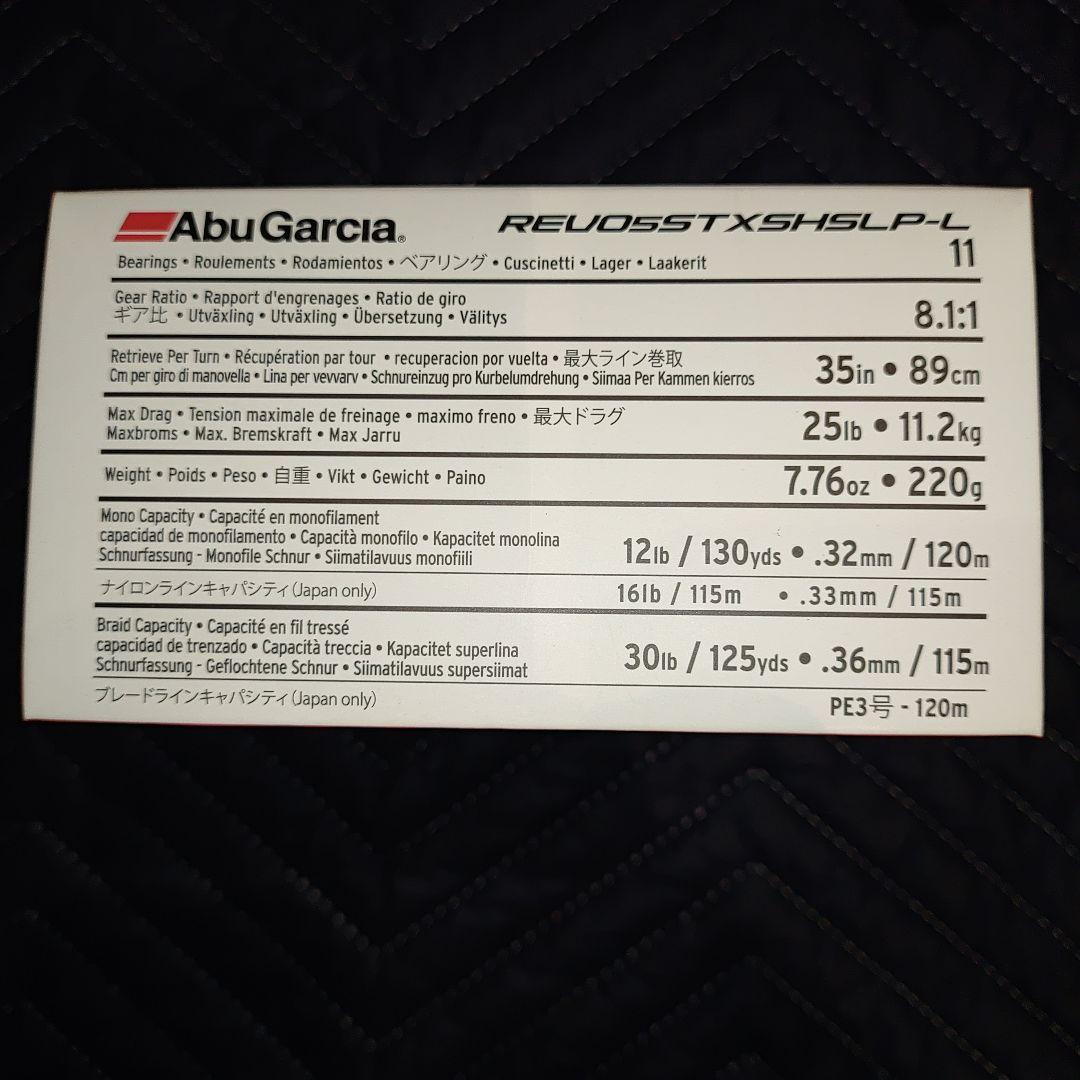 Abu Garcia® REVO5STXSHSLP-L
Bearings • Roulements • Rodamientos • ベアリング • Cuscinetti • Lager • Laakerit 11
Gear Ratio • Rapport d'engrenages • Ratio de giro
ギア比 • Utväxling • Utväxling • Übersetzung • Välitys 8.1:1
Retrieve Per Turn • Récupération par tour • recuperacion por vuelta • 最大ライン巻取
Cm per giro di manovella • Lina per vevvarv • Schnureinzug pro Kurbelumdrehung • Siimaa Per Kammen kierros 35in • 89cm
Max Drag • Tension maximale de freinage • maximo freno • 最大ドラグ
Maxbroms • Max. Bremskraft • Max Jarru 25lb • 11.2kg
Weight • Poids • Peso • 自重 • Vikt • Gewicht • Paino 7.76oz • 220g
Mono Capacity • Capacité en monofilament
capacidad de monofilamento • Capacità monofilo • Kapacitet monolina
Schnurfassung - Monofile Schnur • Siimatilavuus monofiili 12lb / 130yds • .32mm / 120m
ナイロンラインキャパシティ(Japan only) 16lb / 115m • .33mm / 115m
Braid Capacity • Capacité en fil tressé
capacidad de trenzado • Capacità treccia • Kapacitet superlina
Schnurfassung - Geflochtene Schnur • Siimatilavuus supersiimat 30lb / 125yds • .36mm / 115m
ブレードラインキャパシティ(Japan only) PE3号 - 120m